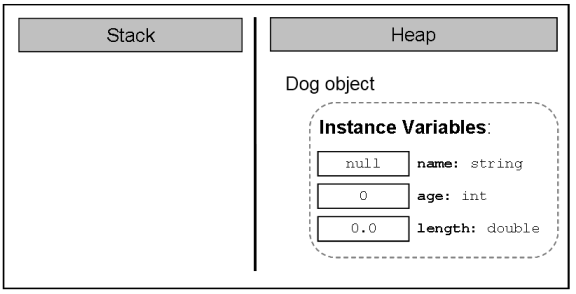 Stack
Heap
Dog object
Instance Variables:
null name: string
0 age: int
0.0 length: double